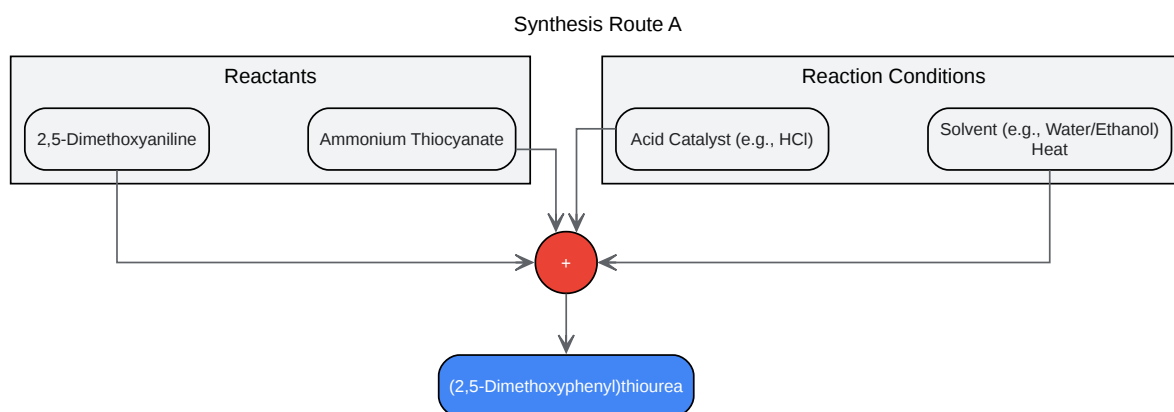 Synthesis Route A
Reactants
Reaction Conditions
2,5-Dimethoxyaniline
Ammonium Thiocyanate
Acid Catalyst (e.g., HCl)
Solvent (e.g., Water/Ethanol)
Heat
+
(2,5-Dimethoxyphenyl)thiourea